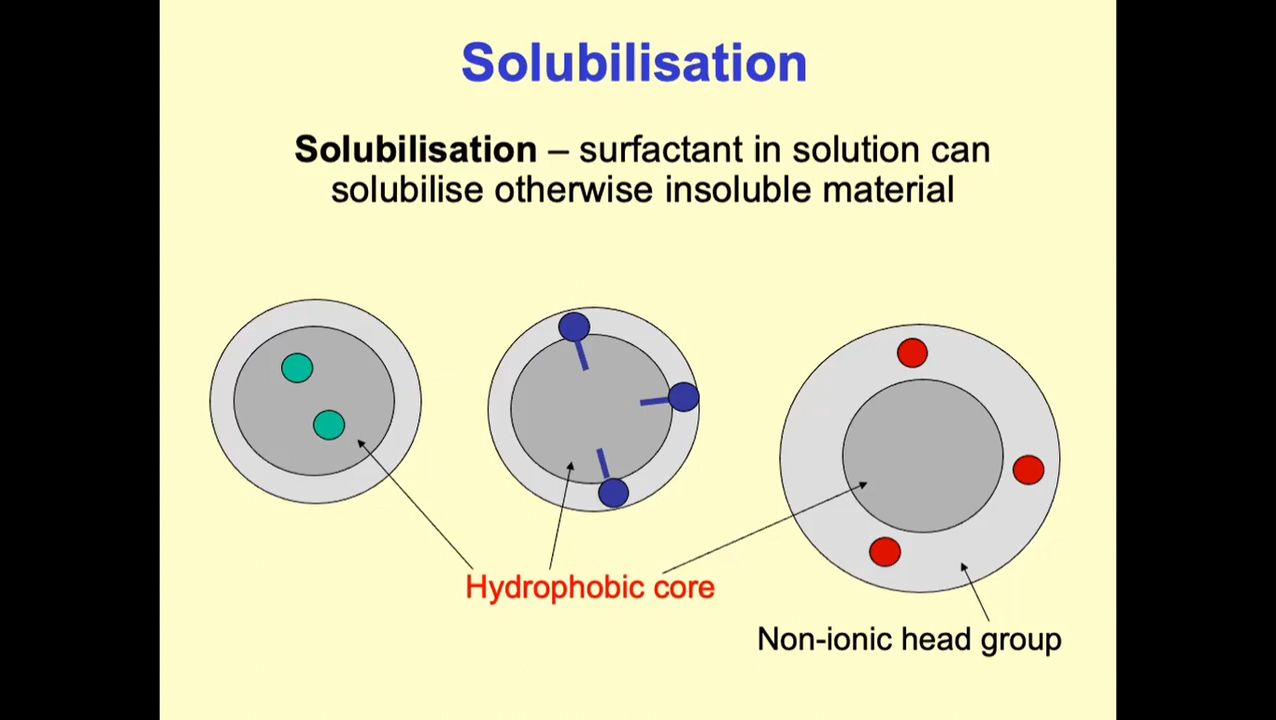 Solubilisation
Solubilisation – surfactant in solution can
solubilise otherwise insoluble material
Hydrophobic core
Non-ionic head group